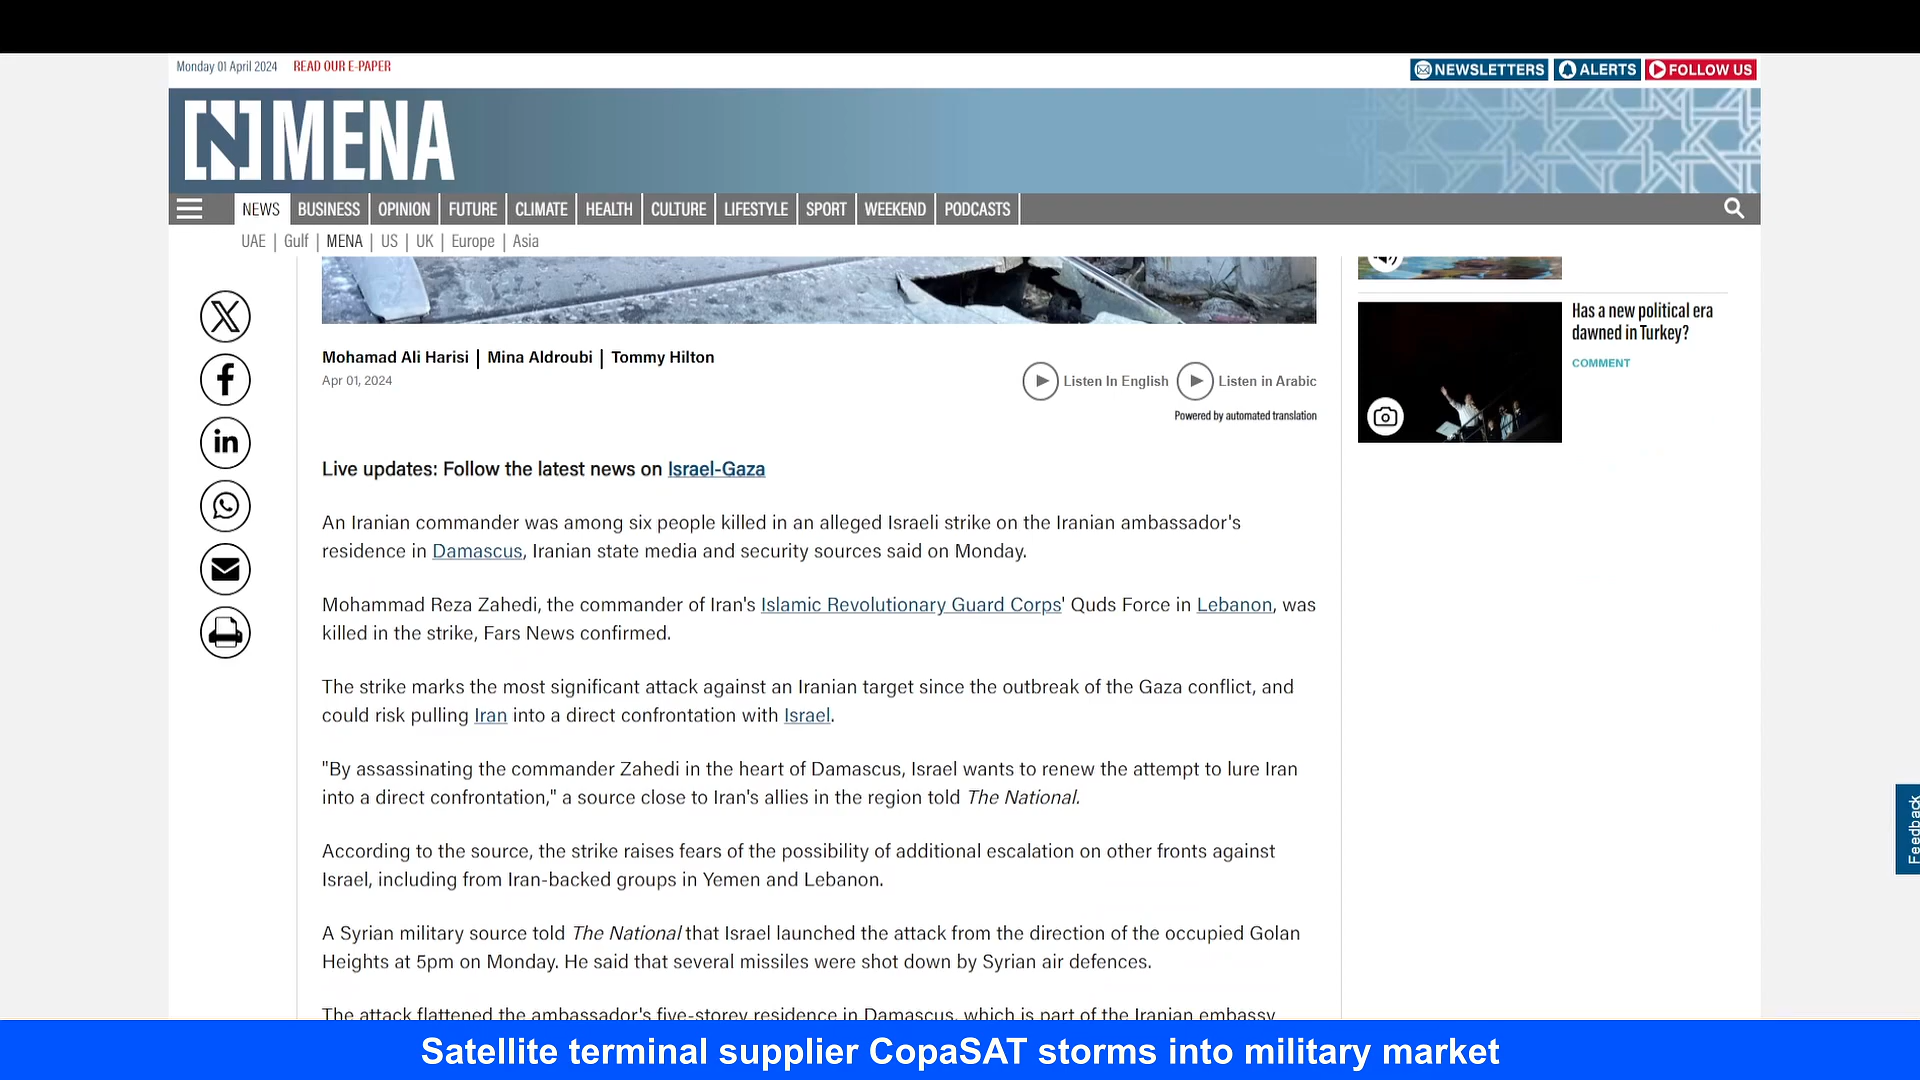 Monday 01 April 2024 READ OUR E-PAPER
NEWSLETTERS ALERTS FOLLOW US
[N] MENA
NEWS BUSINESS OPINION FUTURE CLIMATE HEALTH CULTURE LIFESTYLE SPORT WEEKEND PODCASTS
UAE | Gulf | MENA | US | UK | Europe | Asia
Mohamad Ali Harisi | Mina Aldroubi | Tommy Hilton
Apr 01, 2024
Listen In English Listen in Arabic
Powered by automated translation
Live updates: Follow the latest news on Israel-Gaza
An Iranian commander was among six people killed in an alleged Israeli strike on the Iranian ambassador's
residence in Damascus, Iranian state media and security sources said on Monday.
Mohammad Reza Zahedi, the commander of Iran's Islamic Revolutionary Guard Corps' Quds Force in Lebanon, was
killed in the strike, Fars News confirmed.
The strike marks the most significant attack against an Iranian target since the outbreak of the Gaza conflict, and
could risk pulling Iran into a direct confrontation with Israel.
"By assassinating the commander Zahedi in the heart of Damascus, Israel wants to renew the attempt to lure Iran
into a direct confrontation," a source close to Iran's allies in the region told The National.
According to the source, the strike raises fears of the possibility of additional escalation on other fronts against
Israel, including from Iran-backed groups in Yemen and Lebanon.
A Syrian military source told The National that Israel launched the attack from the direction of the occupied Golan
Heights at 5pm on Monday. He said that several missiles were shot down by Syrian air defences.
The attack flattened the ambassador's five-storey residence in Damascus, which is part of the Iranian embassy
Has a new political era
dawned in Turkey?
COMMENT
Feedback
Satellite terminal supplier CopaSAT storms into military market